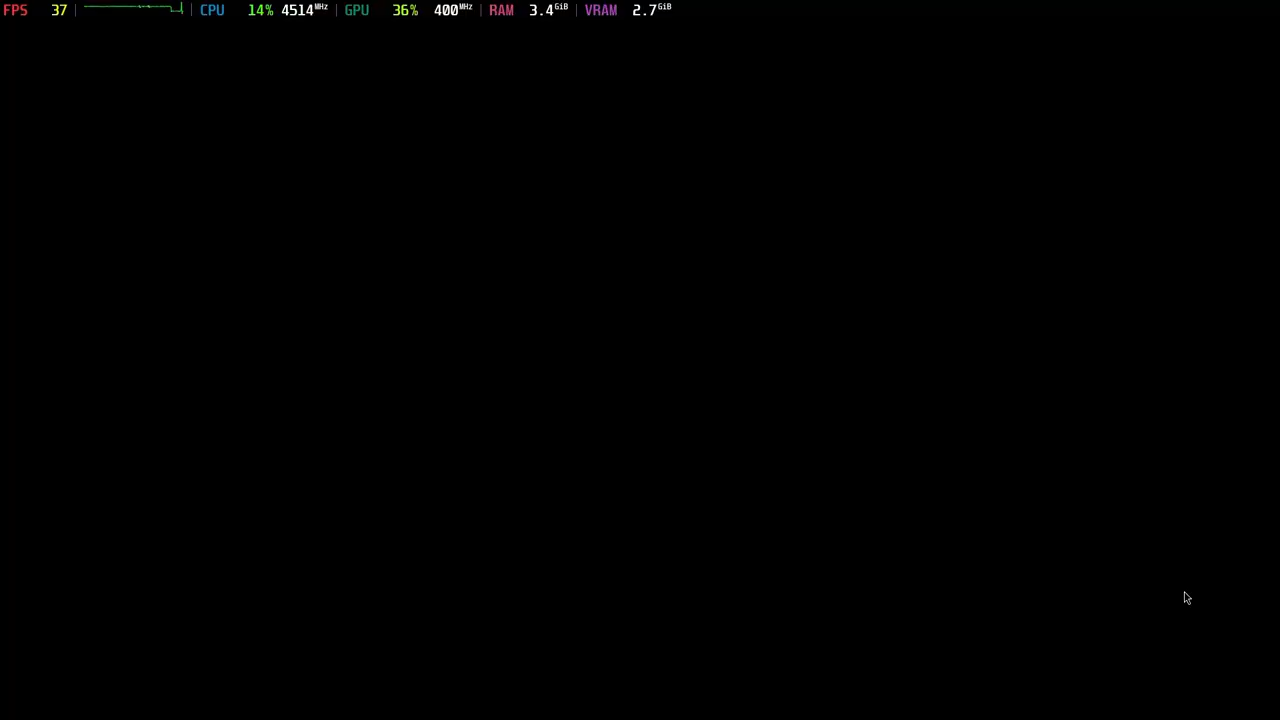 FPS 37 | CPU 14% 4514MHz | GPU 36% 400MHz | RAM 3.4GiB | VRAM 2.7GiB